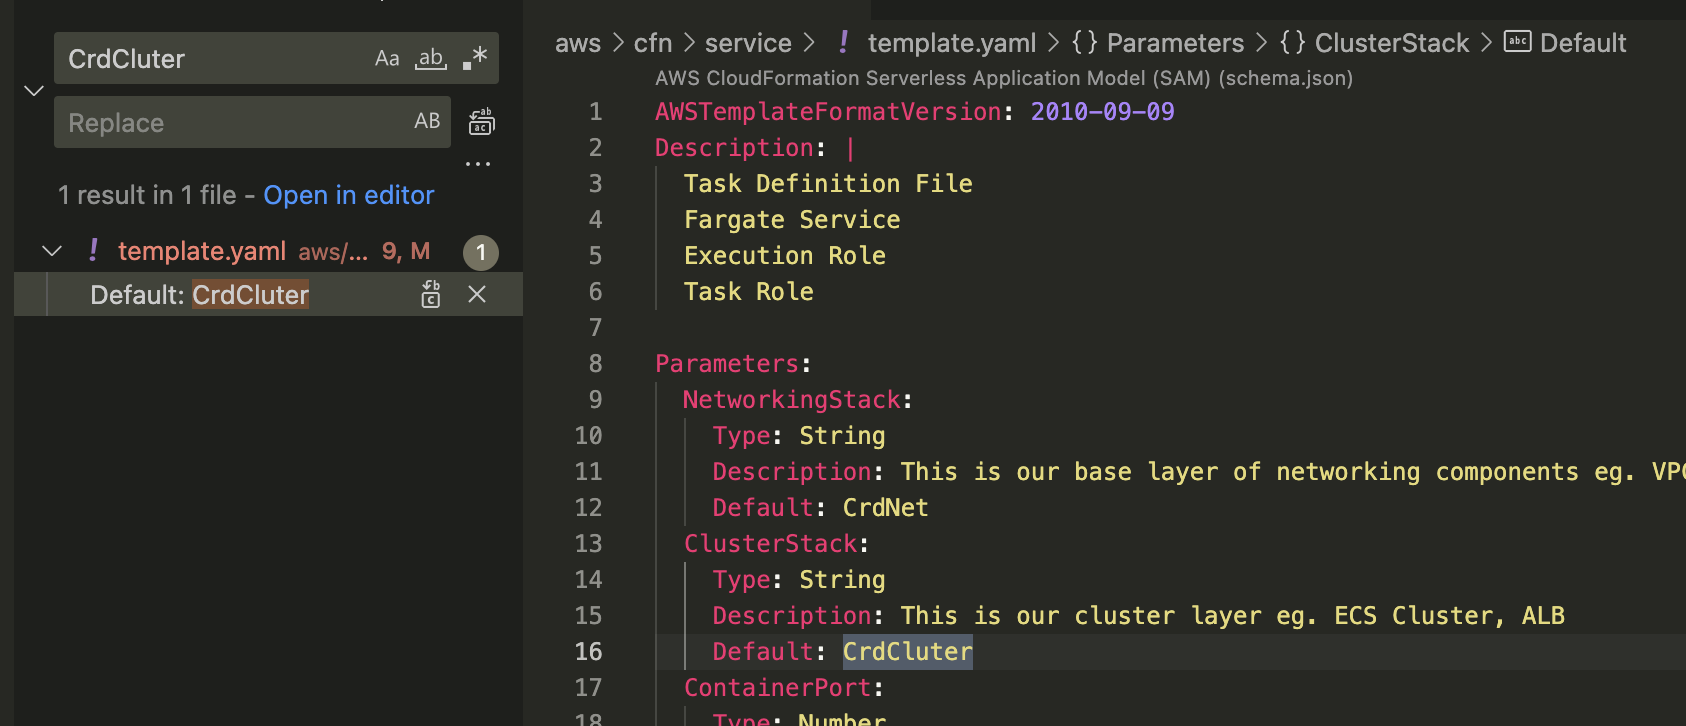 CrdCluter Aa ab .*
Replace AB
...
1 result in 1 file - Open in editor
! template.yaml aws/... 9, M 1
Default: CrdCluter
aws > cfn > service > ! template.yaml > {} Parameters > {} ClusterStack > abc Default
AWS CloudFormation Serverless Application Model (SAM) (schema.json)
1 AWSTemplateFormatVersion: 2010-09-09
2 Description: |
3 Task Definition File
4 Fargate Service
5 Execution Role
6 Task Role
7
8 Parameters:
9 NetworkingStack:
10 Type: String
11 Description: This is our base layer of networking components eg. VPC
12 Default: CrdNet
13 ClusterStack:
14 Type: String
15 Description: This is our cluster layer eg. ECS Cluster, ALB
16 Default: CrdCluter
17 ContainerPort:
18 Type: Number